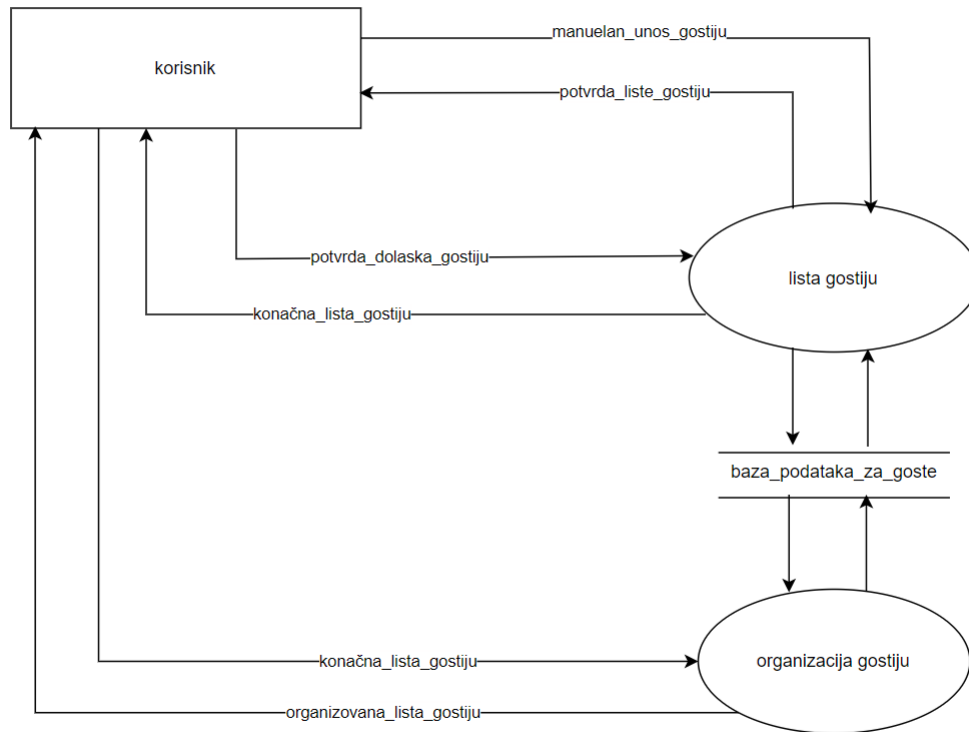 manuelan_unos_gostiju
korisnik
potvrda_liste_gostiju
potvrda_dolaska_gostiju
lista gostiju
konačna_lista_gostiju
baza_podataka_za_goste
konačna_lista_gostiju
organizacija gostiju
organizovana_lista_gostiju